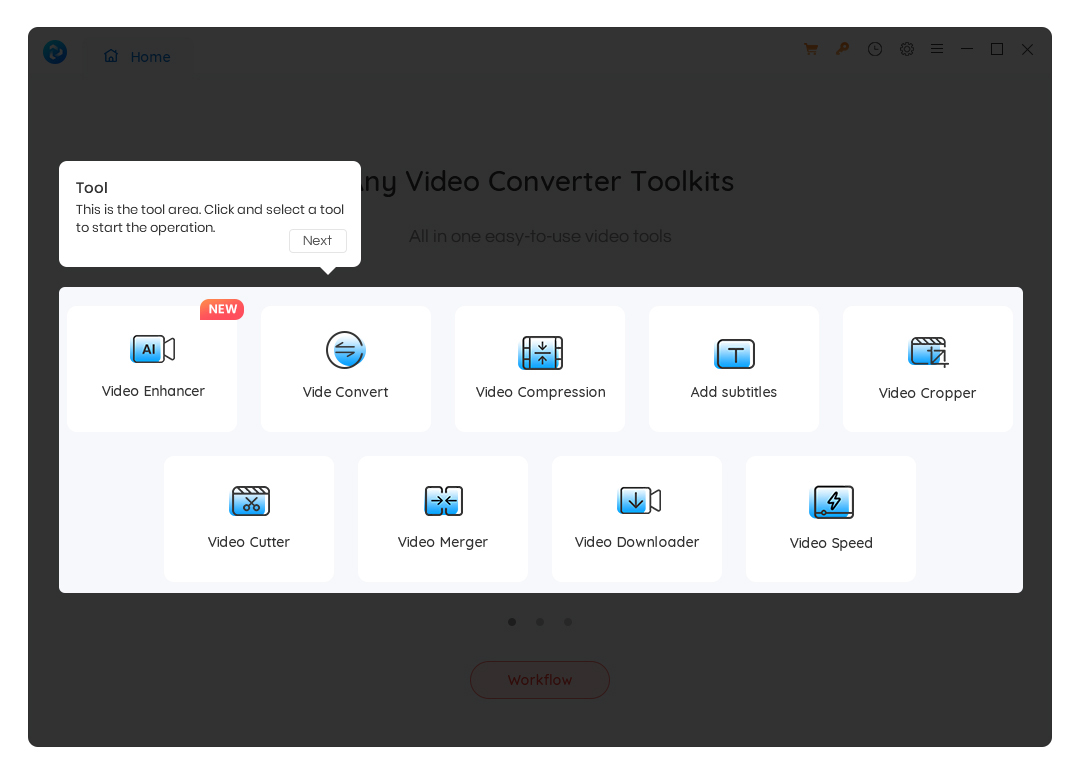 Home
Any Video Converter Toolkits
All in one easy-to-use video tools
Tool
This is the tool area. Click and select a tool
to start the operation.
Next
NEW
AI
T
Video Enhancer
Vide Convert
Video Compression
Add subtitles
Video Cropper
Video Cutter
Video Merger
Video Downloader
Video Speed
Workflow